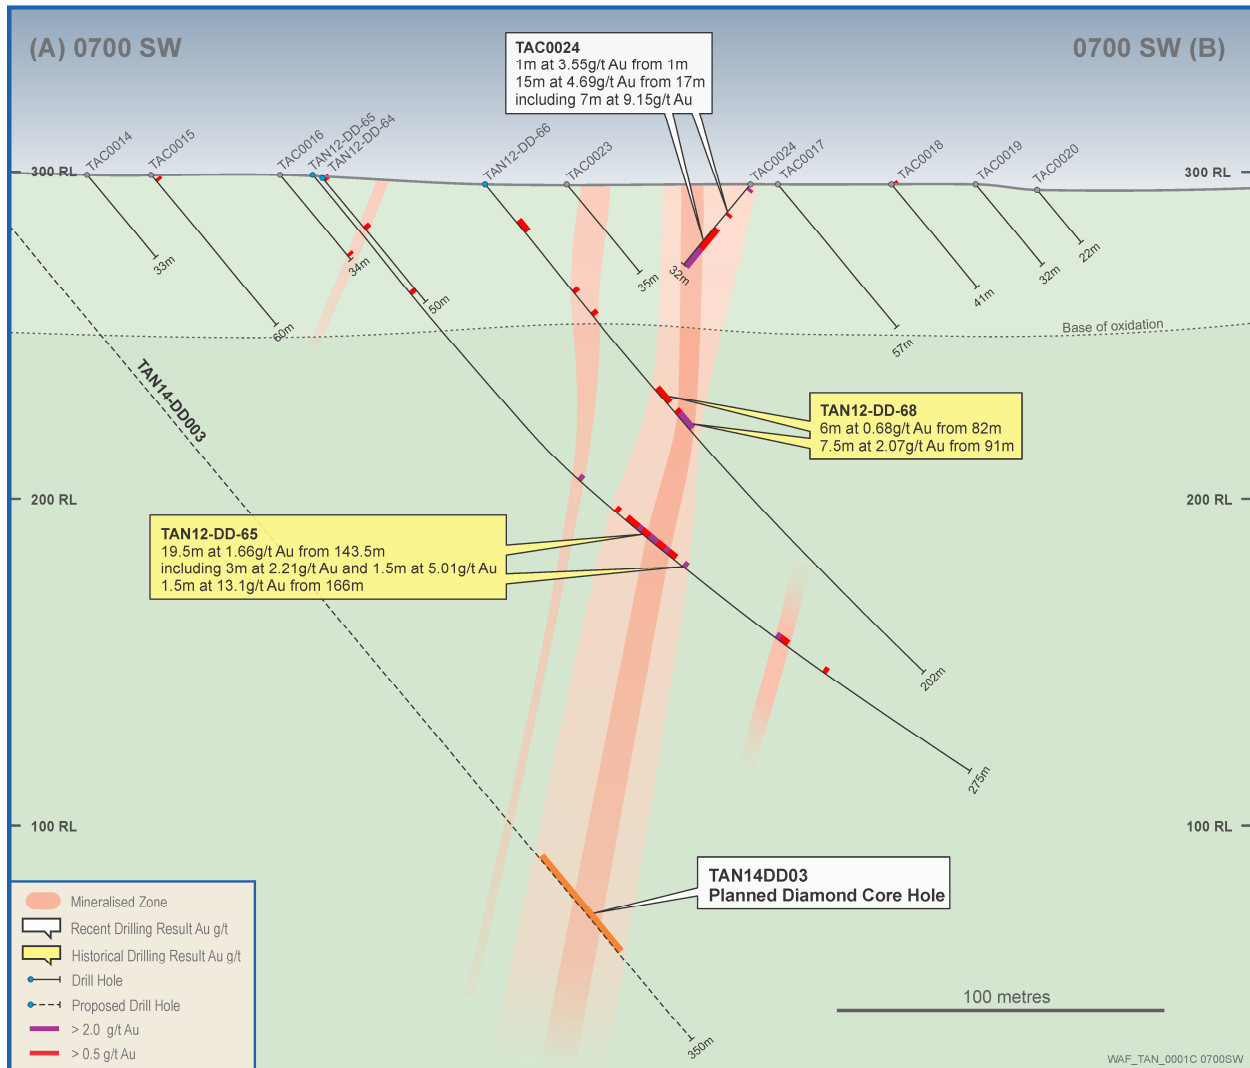 (A) 0700 SW
0700 SW (B)
TAC0024
1m at 3.55g/t Au from 1m
15m at 4.69g/t Au from 17m
including 7m at 9.15g/t Au
TAC0014
TAC0015
TAC0016
TAN12-DD-65
TAN12-DD-64
TAN12-DD-66
TAC0023
TAC0024
TAC0017
TAC0018
TAC0019
TAC0020
300 RL
300 RL
33m
60m
34m
50m
35m
32m
57m
41m
32m
22m
Base of oxidation
TAN14-DD003
TAN12-DD-68
6m at 0.68g/t Au from 82m
7.5m at 2.07g/t Au from 91m
200 RL
200 RL
TAN12-DD-65
19.5m at 1.66g/t Au from 143.5m
including 3m at 2.21g/t Au and 1.5m at 5.01g/t Au
1.5m at 13.1g/t Au from 166m
202m
275m
100 RL
100 RL
TAN14DD03
Planned Diamond Core Hole
Mineralised Zone
Recent Drilling Result Au g/t
Historical Drilling Result Au g/t
Drill Hole
Proposed Drill Hole
> 2.0 g/t Au
> 0.5 g/t Au
100 metres
350m
WAF_TAN_0001C 0700SW